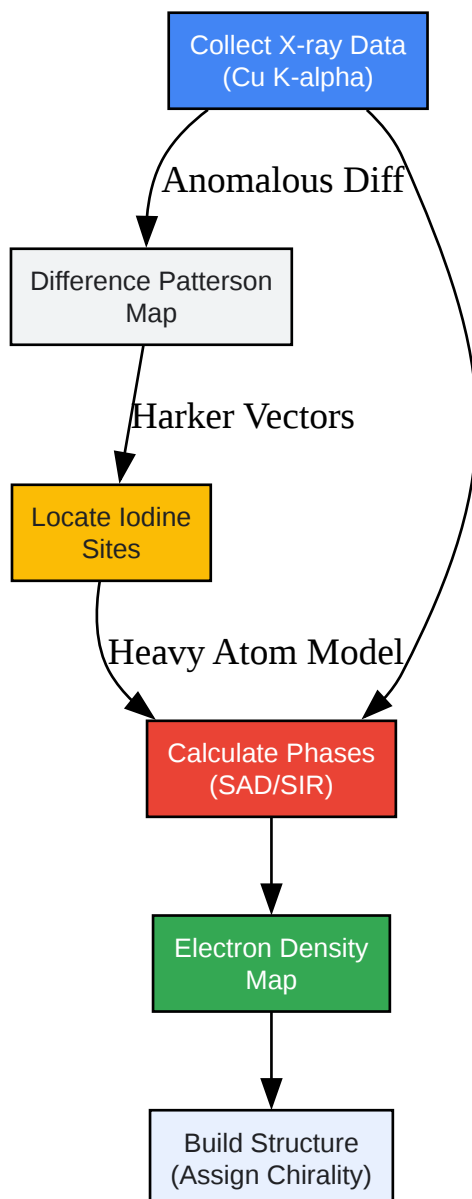 Collect X-ray Data
(Cu K-alpha)
Anomalous Diff
Difference Patterson
Map
Harker Vectors
Locate Iodine
Sites
Heavy Atom Model
Calculate Phases
(SAD/SIR)
Electron Density
Map
Build Structure
(Assign Chirality)